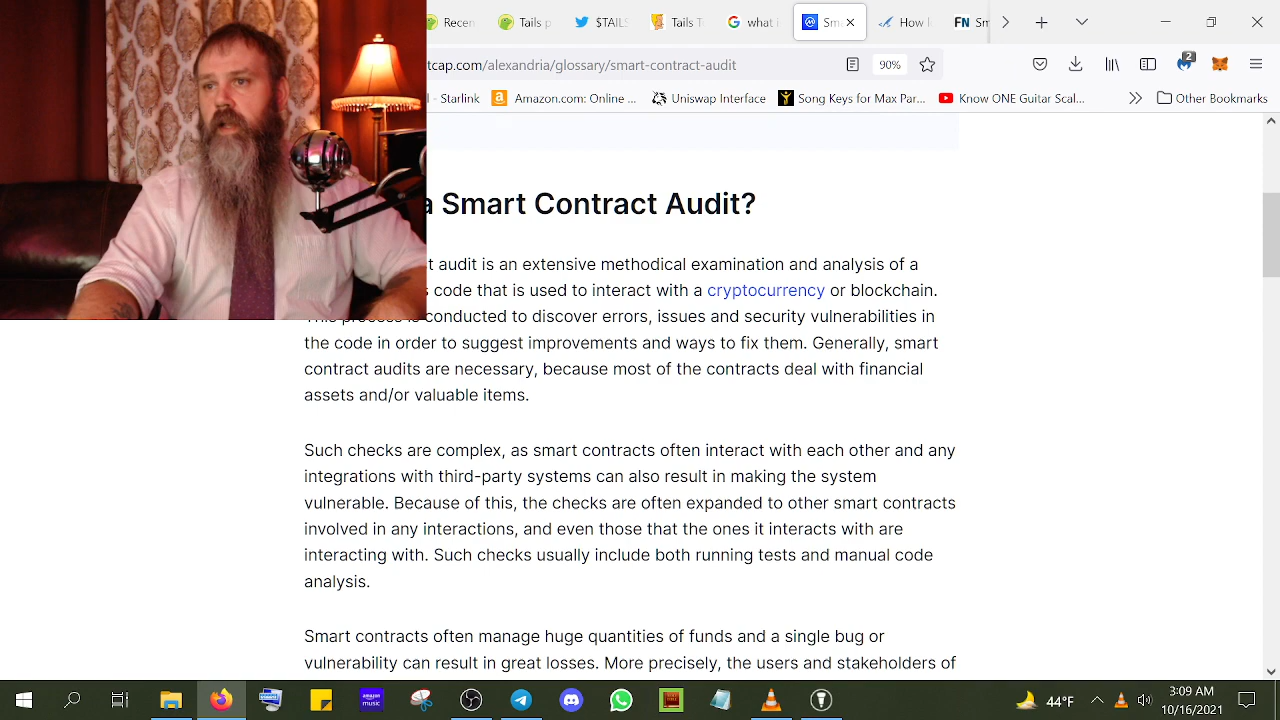 Recen
Tails p
$TAILS
Tails T
what i
Sm
How i
FN Sm
tcap.com/alexandria/glossary/smart-contract-audit
90%
2
- Starlink
Amazon.com: Online ...
Uniswap Interface
Keys for Max Par...
Know ONE Guitar Sc
Other Bookmarks
a Smart Contract Audit?
t audit is an extensive methodical examination and analysis of a
s code that is used to interact with a cryptocurrency or blockchain.
This process is conducted to discover errors, issues and security vulnerabilities in
the code in order to suggest improvements and ways to fix them. Generally, smart
contract audits are necessary, because most of the contracts deal with financial
assets and/or valuable items.
Such checks are complex, as smart contracts often interact with each other and any
integrations with third-party systems can also result in making the system
vulnerable. Because of this, the checks are often expanded to other smart contracts
involved in any interactions, and even those that the ones it interacts with are
interacting with. Such checks usually include both running tests and manual code
analysis.
Smart contracts often manage huge quantities of funds and a single bug or
vulnerability can result in great losses. More precisely, the users and stakeholders of
amazon
music
44°F
3:09 AM
10/16/2021